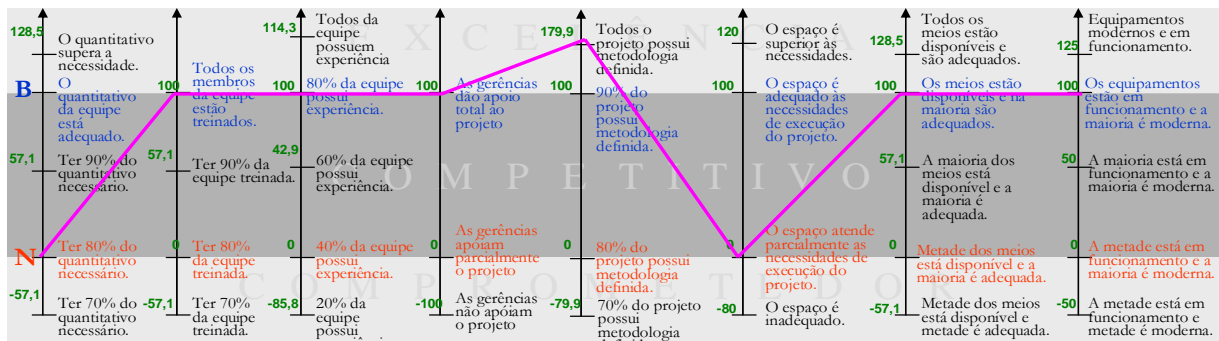 EXCELÊNCIA
COMPETITIVO
COMPROMETEDOR
B
N
128,5
O quantitativo
supera a
necessidade.
O
quantitativo
da equipe
está
adequado.
57,1
Ter 90% do
quantitativo
necessário.
Ter 80% do
quantitativo
necessário.
-57,1
Ter 70% do
quantitativo
necessário.
100
Todos os
membros
da equipe
estão
treinados.
57,1
Ter 90% da
equipe treinada.
0
Ter 80%
da equipe
treinada.
-57,1
Ter 70%
da equipe
treinada.
114,3
Todos da
equipe
possuem
experiência
100
80% da equipe
possui
experiência.
42,9
60% da equipe
possui
experiência.
0
40% da equipe
possui
experiência.
-85,8
20% da
equipe
possui
100
As gerências
dão apoio
total ao
projeto
0
As gerências
apoiam
parcialmente
o projeto
-100
As gerências
não apóiam
o projeto
179,9
Todos o
projeto possui
metodologia
definida.
100
90% do
projeto
possui
metodologia
definida.
0
80% do
projeto possui
metodologia
definida.
-79,9
70% do projeto
possui
metodologia
120
O espaço é
superior às
necessidades.
100
O espaço é
adequado às
necessidades
de execução
do projeto.
0
O espaço atende
parcialmente as
necessidades de
execução do
projeto.
-80
O espaço é
inadequado.
128,5
Todos os
meios estão
disponíveis e
são adequados.
100
Os meios estão
disponíveis e na
maioria são
adequados.
57,1
A maioria dos
meios está
disponível e a
maioria é
adequada.
0
Metade dos meios
está disponível e a
maioria é adequada.
-57,1
Metade dos meios
está disponível e
metade é adequada.
125
Equipamentos
modernos e em
funcionamento.
100
Os equipamentos
estão em
funcionamento e a
maioria é moderna.
50
A maioria está em
funcionamento e a
maioria é moderna.
0
A metade está em
funcionamento e a
maioria é moderna.
-50
A metade está em
funcionamento e
metade é moderna.